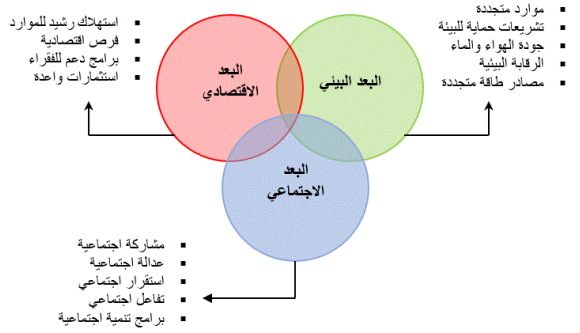 موارد متجددة
تشريعات حماية للبيئة
جودة الهواء والماء
الرقابة البيئية
مصادر طاقة متجددة
استهلاك رشيد للموارد
فرص اقتصادية
برامج دعم للفقراء
استثمارات واعدة
البعد البيئي
البعد
الاقتصادي
البعد
الاجتماعي
مشاركة اجتماعية
عدالة اجتماعية
استقرار اجتماعي
تفاعل اجتماعي
برامج تنمية اجتماعية